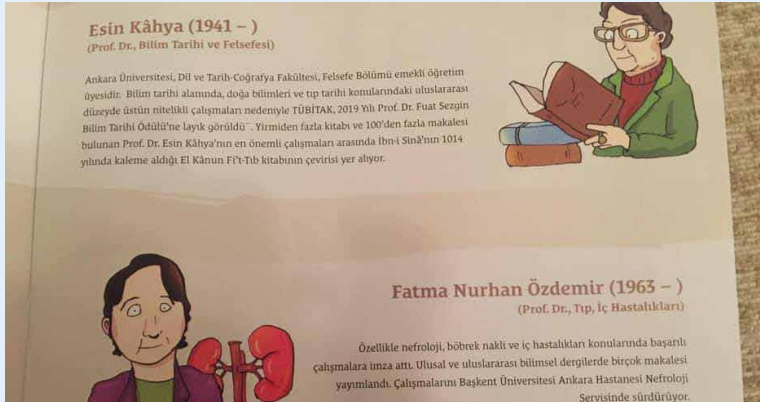 Esin Kâhya (1941 – )
(Prof. Dr., Bilim Tarihi ve Felsefesi)
Ankara Üniversitesi, Dil ve Tarih-Coğrafya Fakültesi, Felsefe Bölümü emekli öğretim
üyesidir. Bilim tarihi alanında, doğa bilimleri ve tıp tarihi konularındaki uluslararası
düzeyde üstün nitelikli çalışmaları nedeniyle TÜBİTAK, 2019 Yılı Prof. Dr. Fuat Sezgin
Bilim Tarihi Ödülü'ne layık görüldü¨. Yirmiden fazla kitabı ve 100'den fazla makalesi
bulunan Prof. Dr. Esin Kâhya'nın en önemli çalışmaları arasında İbn-i Sinâ'nın 1014
yılında kaleme aldığı El Kânun Fi't-Tıb kitabının çevirisi yer alıyor.
Fatma Nurhan Özdemir (1963 – )
(Prof. Dr., Tıp, İç Hastalıkları)
Özellikle nefroloji, böbrek nakli ve iç hastalıkları konularında başarılı
çalışmalara imza attı. Ulusal ve uluslararası bilimsel dergilerde birçok makalesi
yayımlandı. Çalışmalarını Başkent Üniversitesi Ankara Hastanesi Nefroloji
Servisinde sürdürüyor.